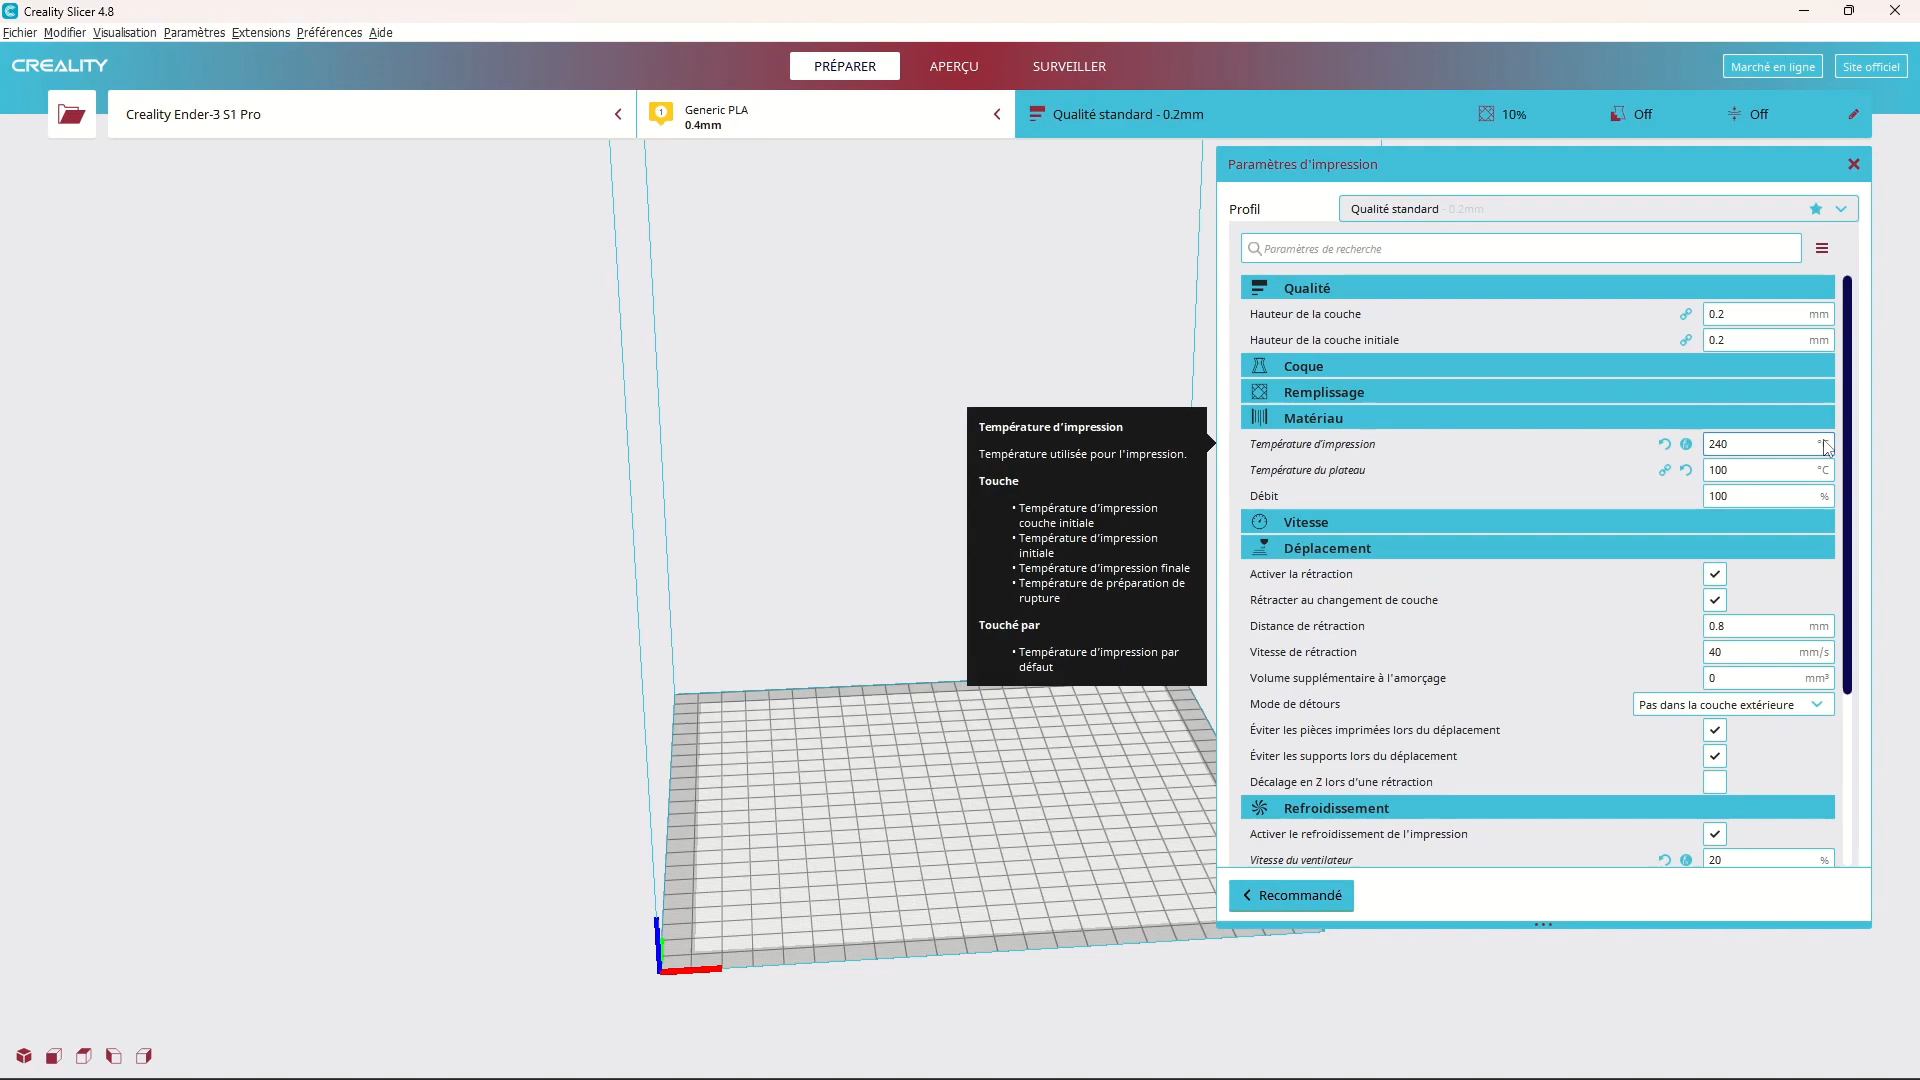 Creality Slicer 4.8
Fichier Modifier Visualisation Paramètres Extensions Préférences Aide
CREALITY
PRÉPARER
APERÇU
SURVEILLER
Marché en ligne
Site officiel
Creality Ender-3 S1 Pro
1
Generic PLA
0.4mm
Qualité standard - 0.2mm
10%
Off
Off
Paramètres d'impression
Profil
Qualité standard - 0.2mm
Paramètres de recherche
Qualité
Hauteur de la couche 0.2 mm
Hauteur de la couche initiale 0.2 mm
Coque
Remplissage
Matériau
Température d'impression 240
Température du plateau 100 °C
Débit 100 %
Vitesse
Déplacement
Activer la rétraction
Rétracter au changement de couche
Distance de rétraction 0.8 mm
Vitesse de rétraction 40 mm/s
Volume supplémentaire à l'amorçage 0 mm³
Mode de détours Pas dans la couche extérieure
Éviter les pièces imprimées lors du déplacement
Éviter les supports lors du déplacement
Décalage en Z lors d'une rétraction
Refroidissement
Activer le refroidissement de l'impression
Vitesse du ventilateur 20 %
Recommandé
Température d'impression
Température utilisée pour l'impression.
Touche
• Température d'impression
couche initiale
• Température d'impression
initiale
• Température d'impression finale
• Température de préparation de
rupture
Touché par
• Température d'impression par
défaut